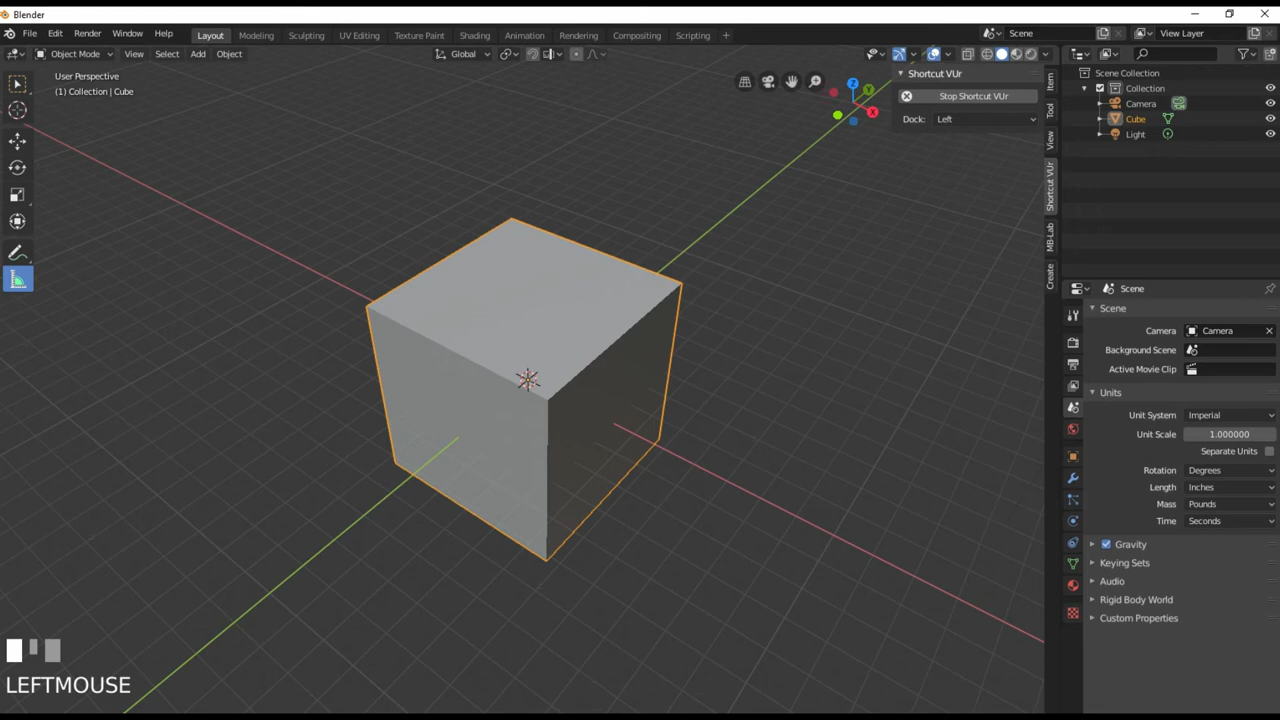 Blender
File Edit Render Window Help Layout Modeling Sculpting UV Editing Texture Paint Shading Animation Rendering Compositing Scripting + Scene View Layer
Object Mode View Select Add Object Global
User Perspective
(1) Collection | Cube
Z
Y
X
Shortcut VUr
Stop Shortcut VUr
Dock: Left
Item
Tool
View
Shortcut VUr
MB-Lab
Create
Scene Collection
Collection
Camera
Cube
Light
Scene
Scene
Camera Camera
Background Scene
Active Movie Clip
Units
Unit System Imperial
Unit Scale 1.000000
Separate Units
Rotation Degrees
Length Inches
Mass Pounds
Time Seconds
Gravity
Keying Sets
Audio
Rigid Body World
Custom Properties
LEFTMOUSE